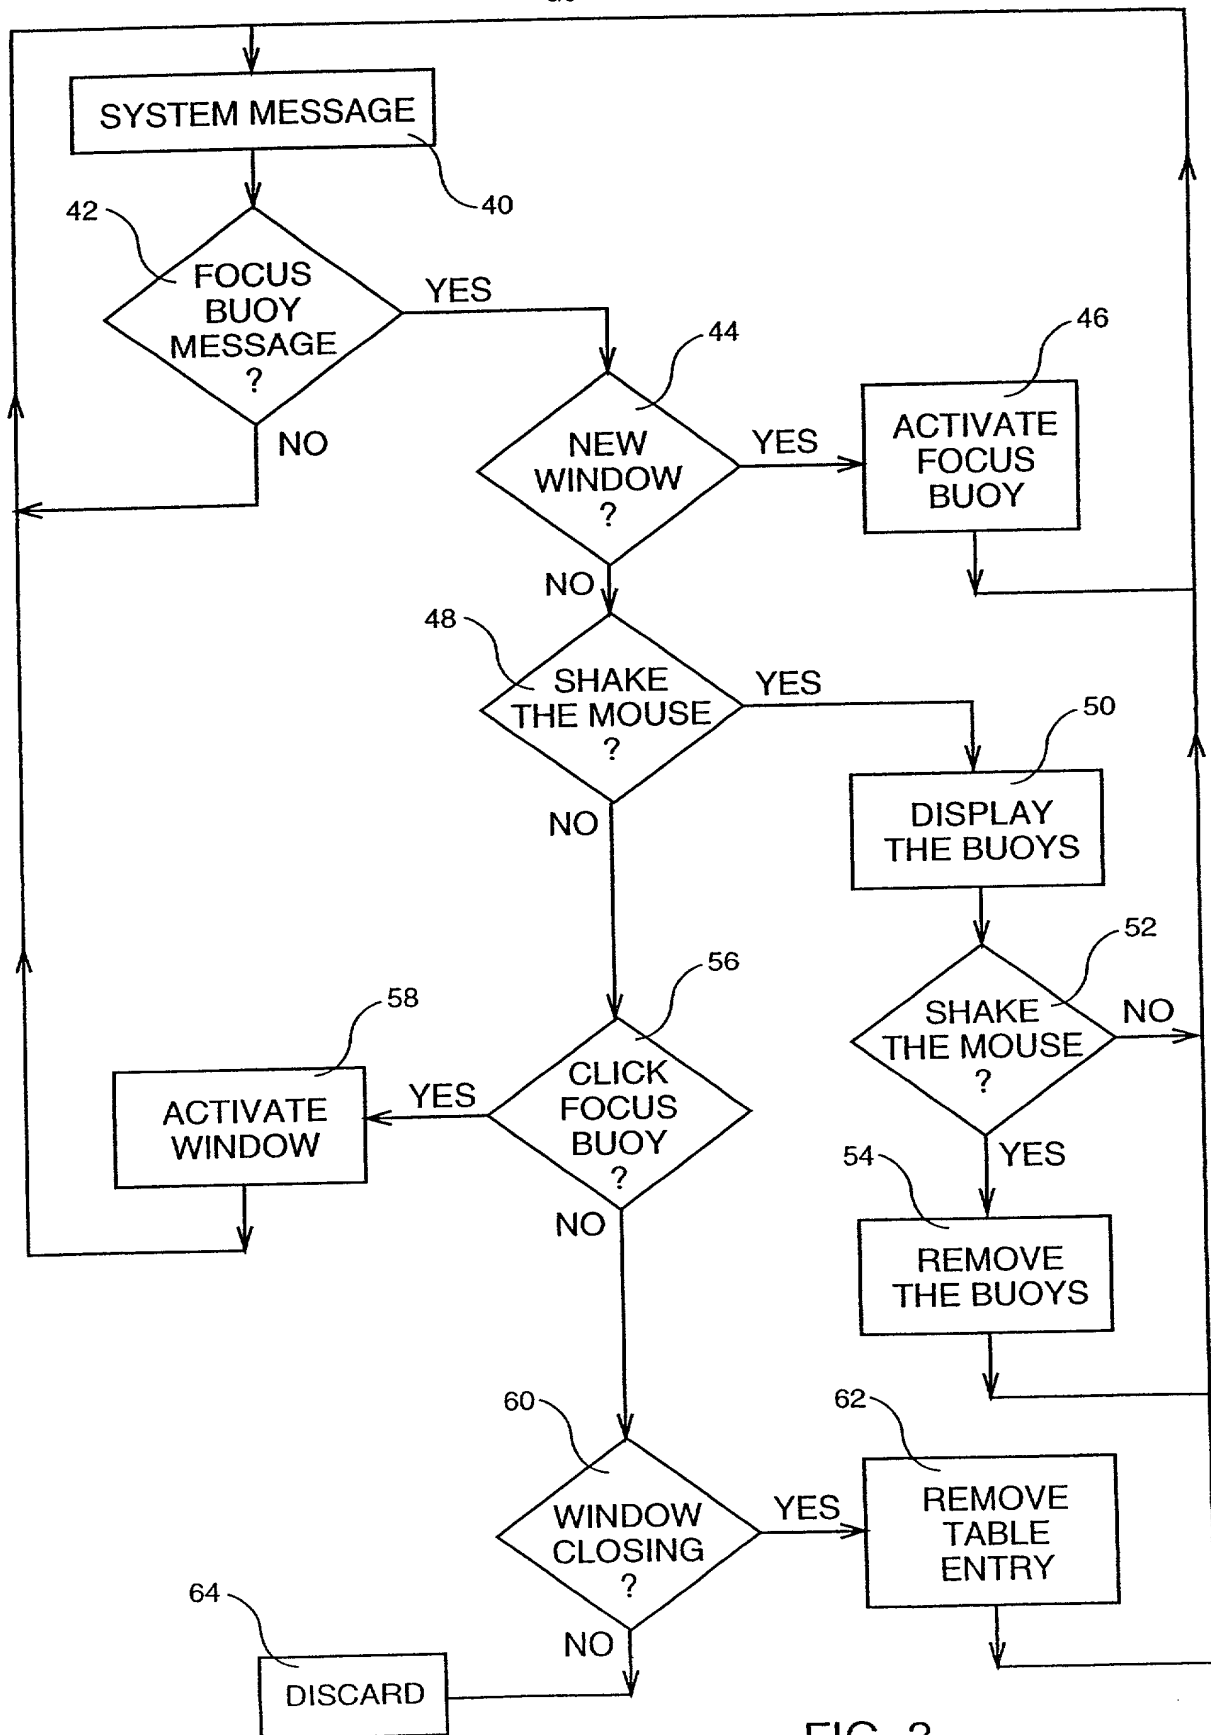 SYSTEM MESSAGE
40
42
FOCUS
BUOY
MESSAGE
?
YES
NO
44
NEW
WINDOW
?
YES
NO
46
ACTIVATE
FOCUS
BUOY
48
SHAKE
THE MOUSE
?
YES
NO
50
DISPLAY
THE BUOYS
52
SHAKE
THE MOUSE
?
NO
YES
54
REMOVE
THE BUOYS
56
CLICK
FOCUS
BUOY
?
YES
NO
58
ACTIVATE
WINDOW
60
WINDOW
CLOSING
?
YES
NO
62
REMOVE
TABLE
ENTRY
64
DISCARD